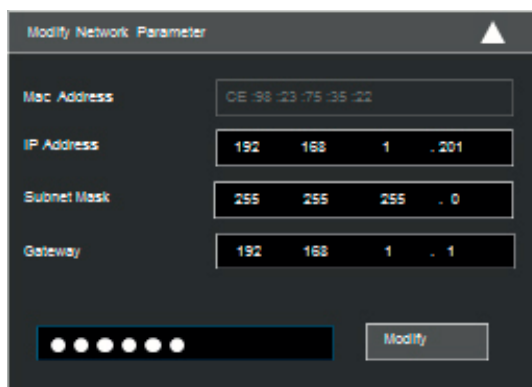 Modify Network Parameter
Mac Address CE:98:23:75:35:22
IP Address 192 168 1 . 201
Subnet Mask 255 255 255 . 0
Gateway 192 168 1 . 1
●●●●●● Modify